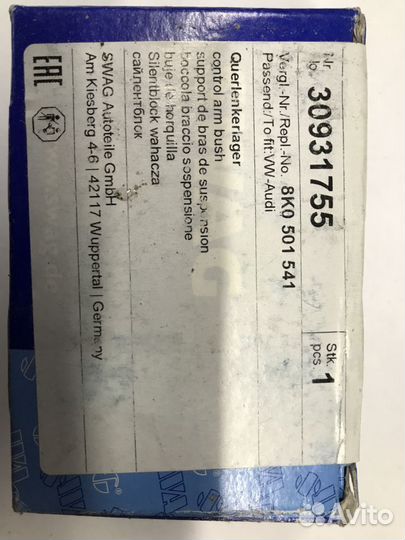 Nr.
No.
30931755
Stk.
pcs
1
Vergl.-Nr./Repl.-No. 8K0 501 541
Passend./To fit:VW-Audi
Querlenkerlager
control arm bush
support de bras de suspension
boccola braccio sospensione
buje de horquilla
Silentblock wahacza
сайлентблок
SWAG Autoteile GmbH
Am Kiesberg 4-6 | 42117 Wuppertal | Germany
EAC
Avito